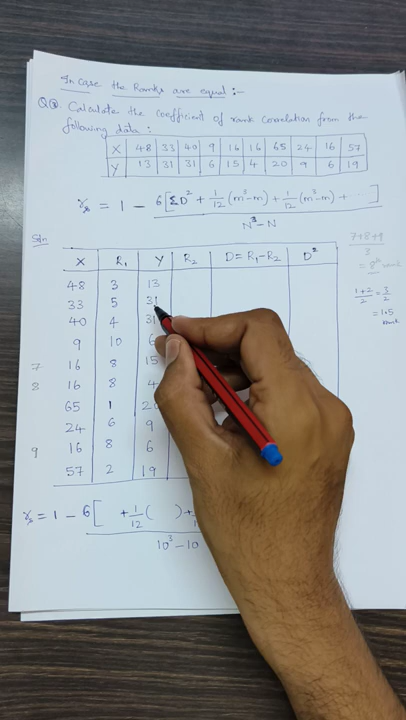 In case the Ranks are equal :-
Q③. Calculate the coefficient of rank correlation from the
following data :
X 48 33 40 9 16 16 65 24 16 57
Y 13 31 31 6 15 4 20 9 6 19
rs = 1 - 6[ΣD² + 1/12 (m³-m) + 1/12 (m³-m) + ...] / N³-N
Soln
7+8+9 / 3
= 8th rank
1+2 / 2 = 3/2
= 1.5 rank
X R₁ Y R₂ D = R₁-R₂ D²
48 3 13
33 5 31
40 4 31
9 10 6
7 16 8 15
8 16 8 4
65 1 20
24 6 9
9 16 8 6
57 2 19
rs = 1 - 6[ + 1/12 ( ) + 1/12 / 10³-10